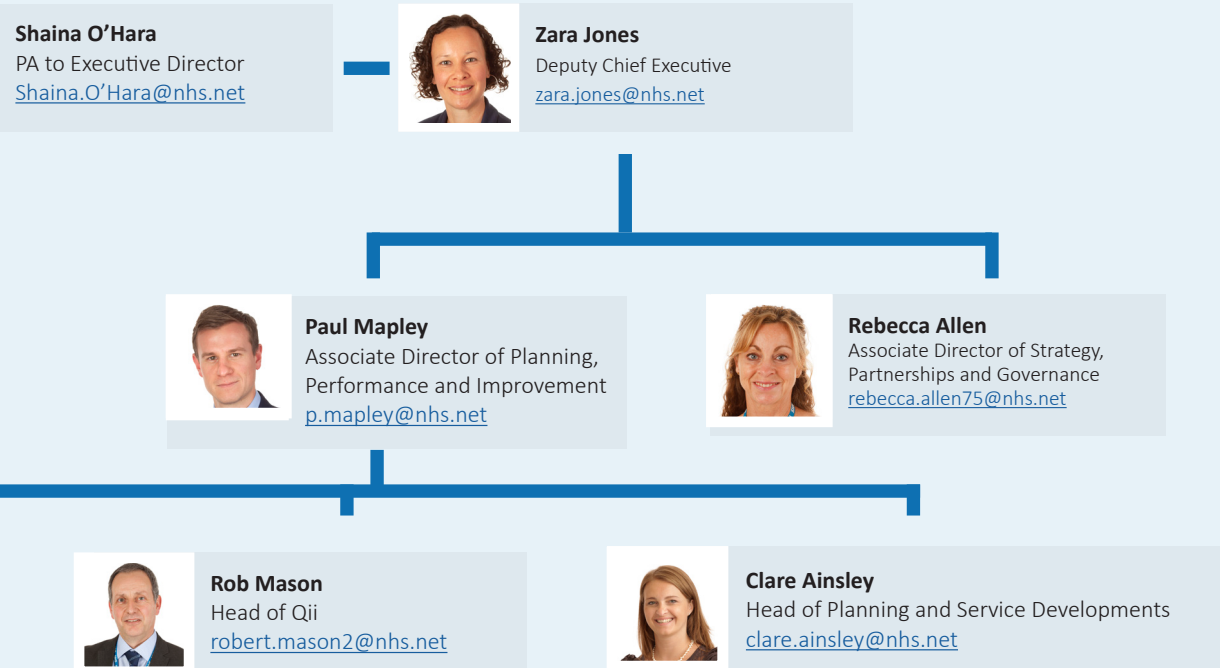 Shaina O’Hara
PA to Executive Director
Shaina.O’Hara@nhs.net
Zara Jones
Deputy Chief Executive
zara.jones@nhs.net
Paul Mapley
Associate Director of Planning,
Performance and Improvement
p.mapley@nhs.net
Rebecca Allen
Associate Director of Strategy,
Partnerships and Governance
rebecca.allen75@nhs.net
Rob Mason
Head of Qii
robert.mason2@nhs.net
Clare Ainsley
Head of Planning and Service Developments
clare.ainsley@nhs.net